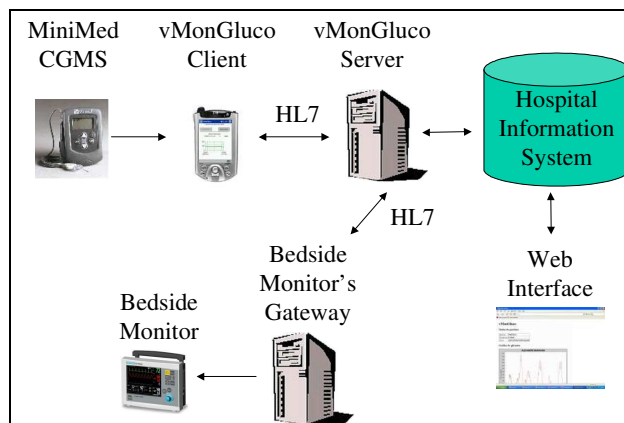 MiniMed
CGMS
vMonGluco
Client
vMonGluco
Server
HL7
Hospital
Information
System
HL7
Bedside
Monitor's
Gateway
Bedside
Monitor
Web
Interface